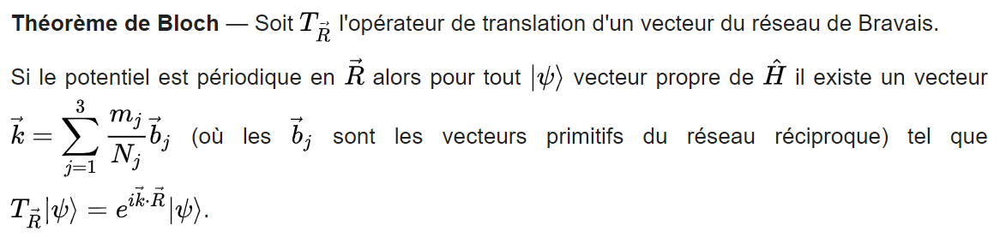 Théorème de Bloch — Soit $T_{\vec{R}}$ l'opérateur de translation d'un vecteur du réseau de Bravais.
Si le potentiel est périodique en $\vec{R}$ alors pour tout $|\psi\rangle$ vecteur propre de $\hat{H}$ il existe un vecteur
$\vec{k} = \sum_{j=1}^{3} \frac{m_j}{N_j} \vec{b}_j$ (où les $\vec{b}_j$ sont les vecteurs primitifs du réseau réciproque) tel que
$T_{\vec{R}}|\psi\rangle = e^{i\vec{k}\cdot\vec{R}}|\psi\rangle$.